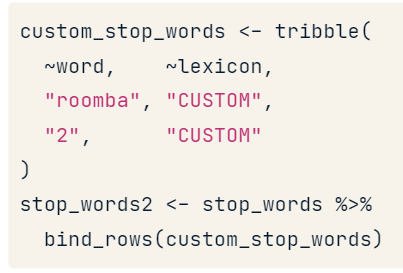 custom_stop_words <- tribble(
  ~word,    ~lexicon,
  "roomba", "CUSTOM",
  "2",      "CUSTOM"
)
stop_words2 <- stop_words %>%
  bind_rows(custom_stop_words)